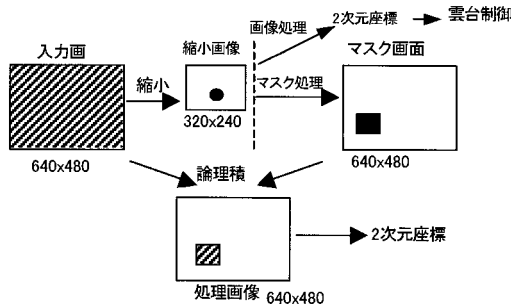 入力画
縮小画像
画像処理
2次元座標
雲台制御
マスク画面
縮小
マスク処理
320x240
640x480
640x480
論理積
2次元座標
処理画像
640x480